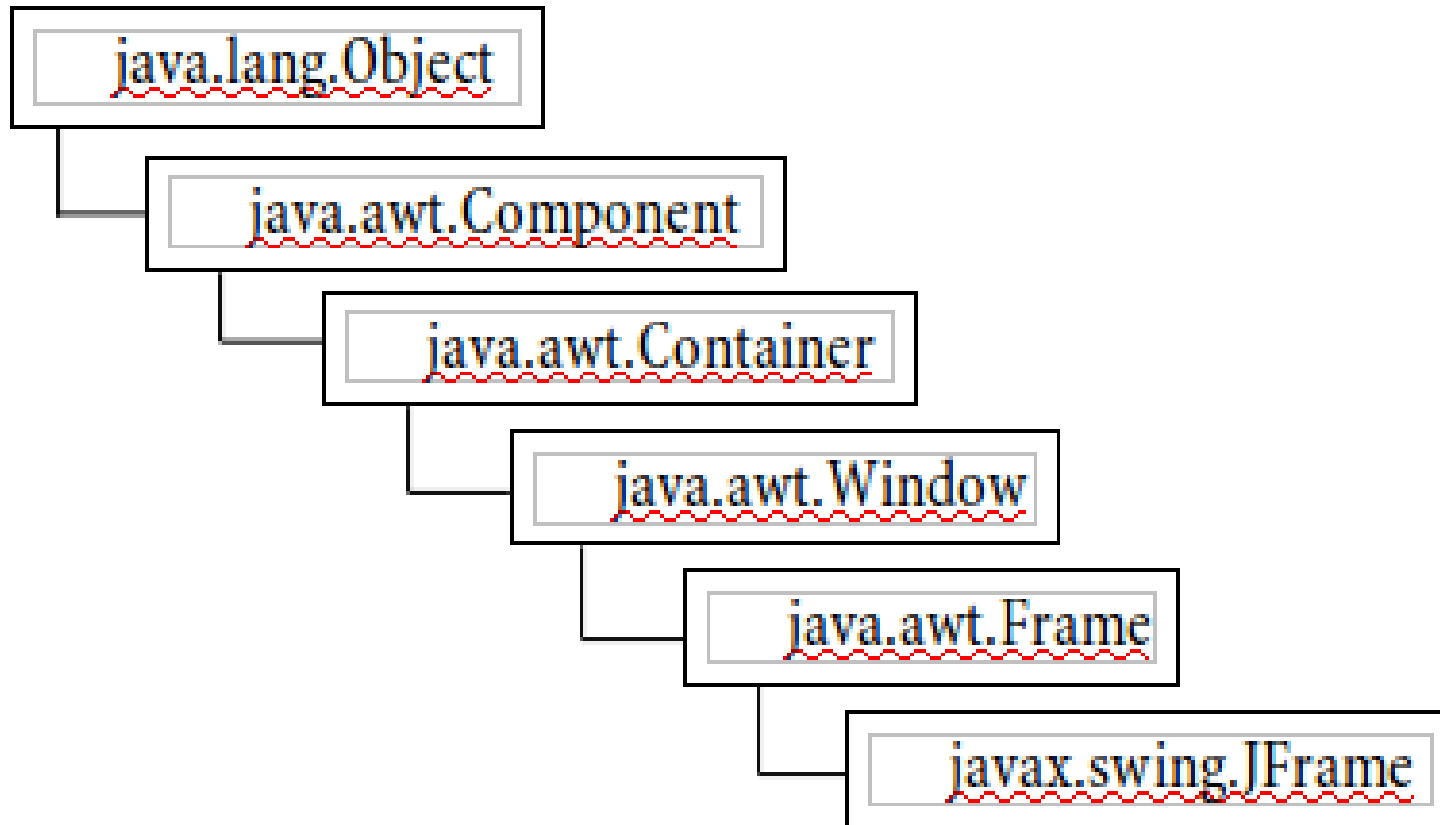 java.lang.Object
java.awt.Component
java.awt.Container
java.awt.Window
java.awt.Frame
javax.swing.JFrame